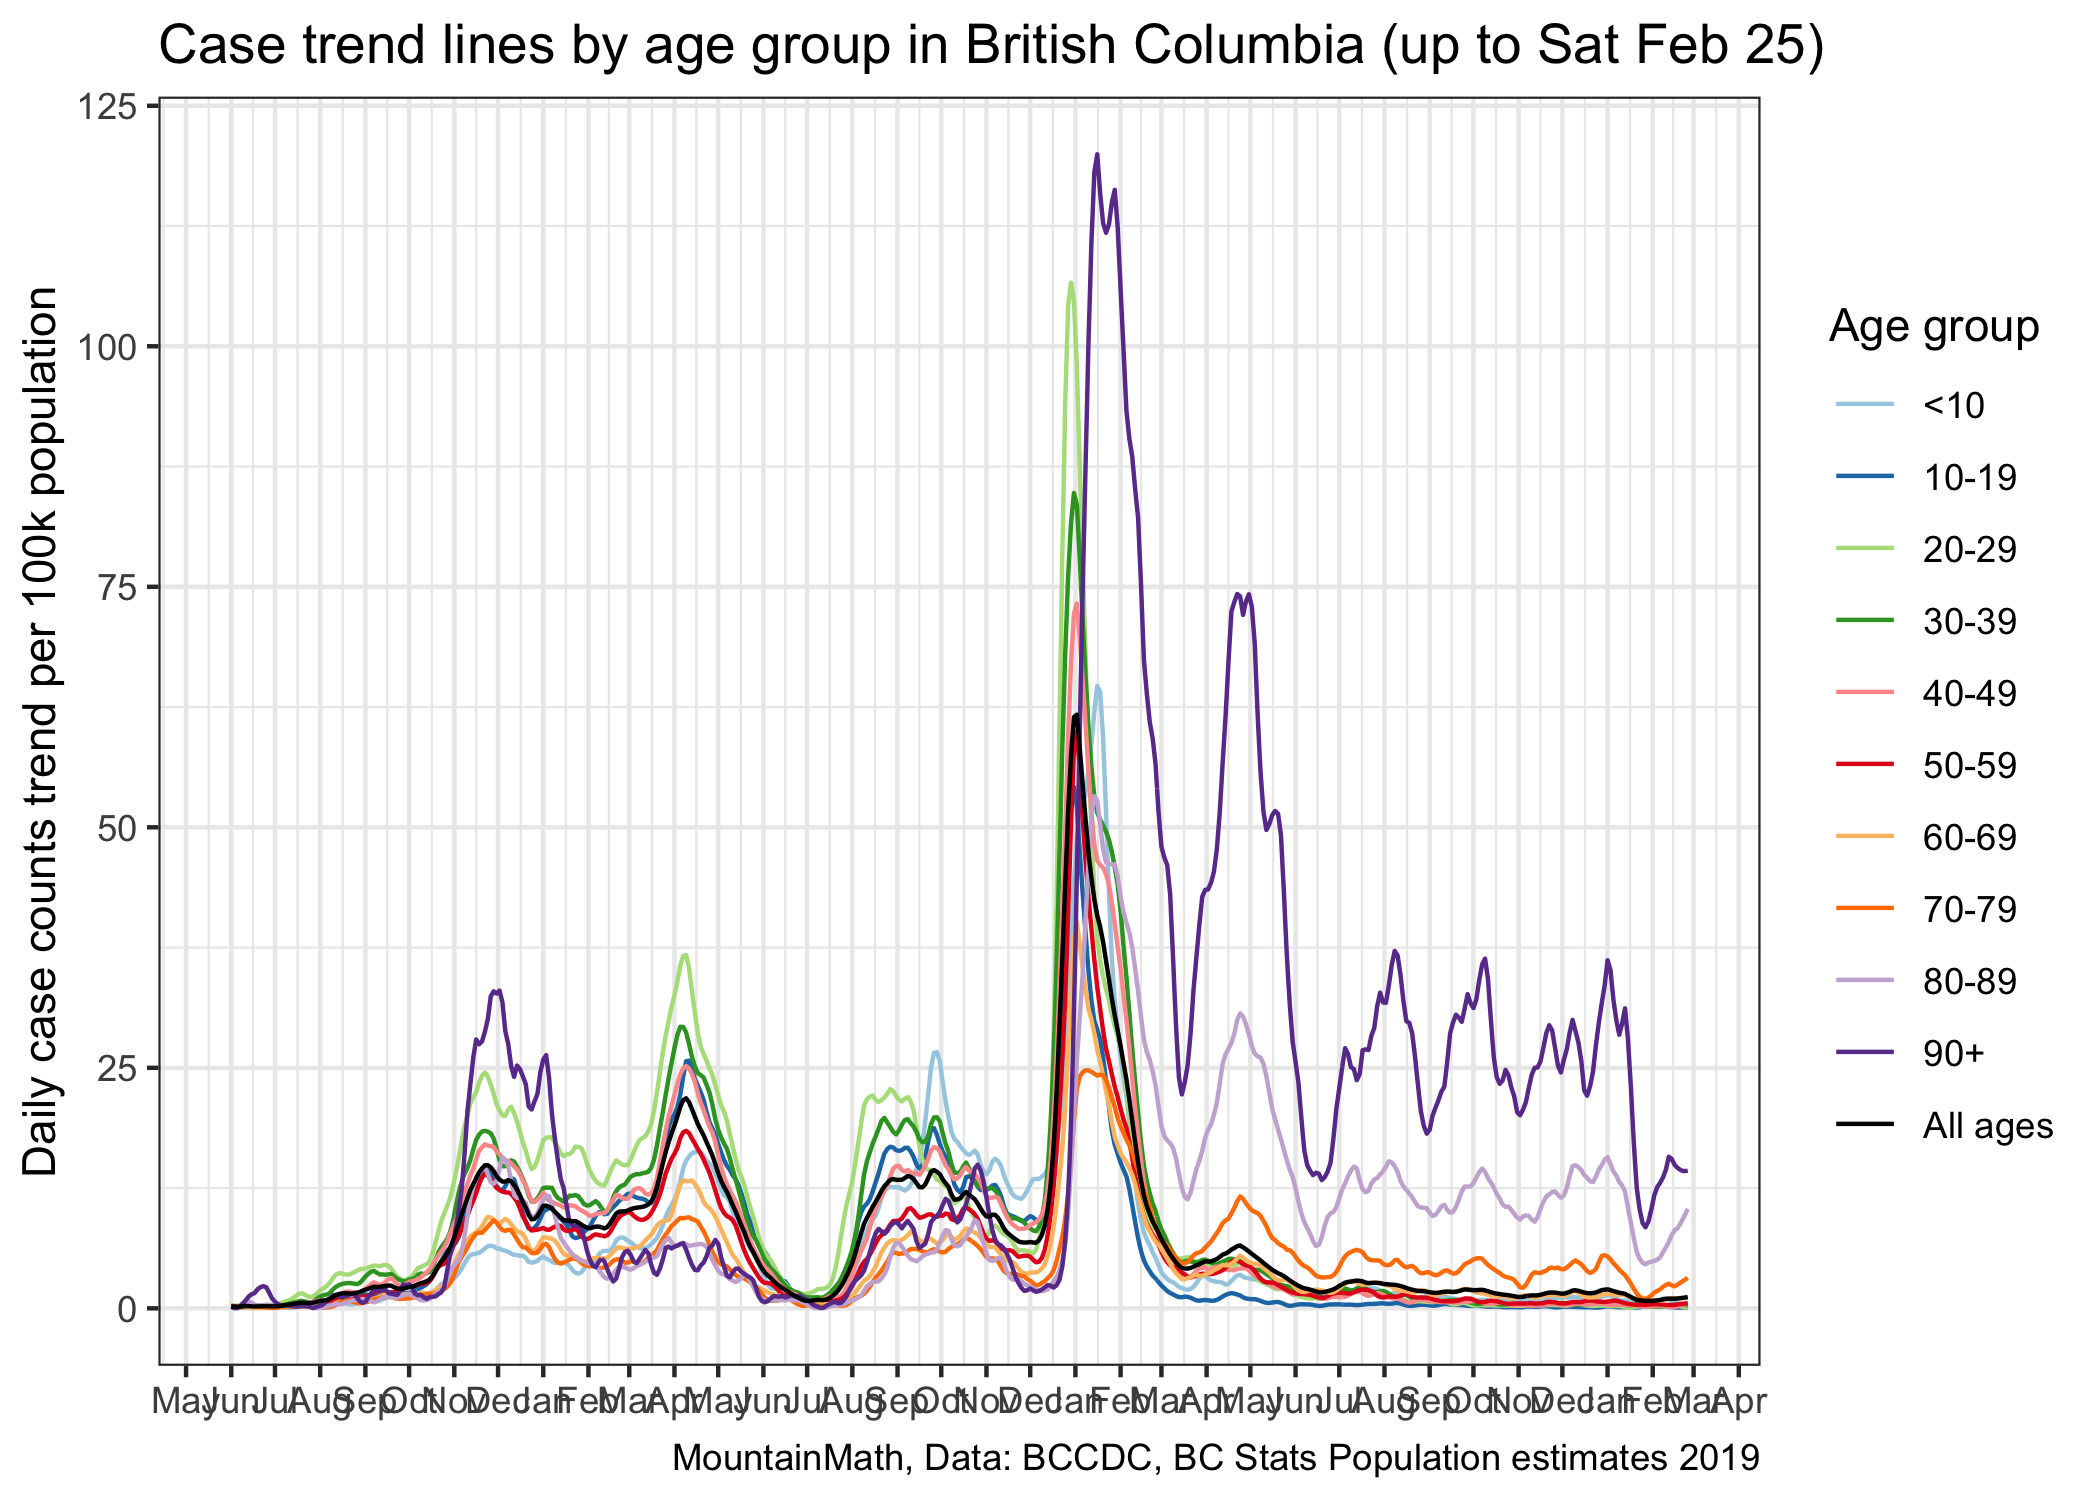 Case trend lines by age group in British Columbia (up to Sat Feb 25)
Daily case counts trend per 100k population
125
100
75
50
25
0
May Jun Jul Aug Sep Oct Nov Dec Jan Feb Mar Apr May Jun Jul Aug Sep Oct Nov Dec Jan Feb Mar Apr May Jun Jul Aug Sep Oct Nov Dec Jan Feb Mar Apr
Age group
<10
10-19
20-29
30-39
40-49
50-59
60-69
70-79
80-89
90+
All ages
MountainMath, Data: BCCDC, BC Stats Population estimates 2019